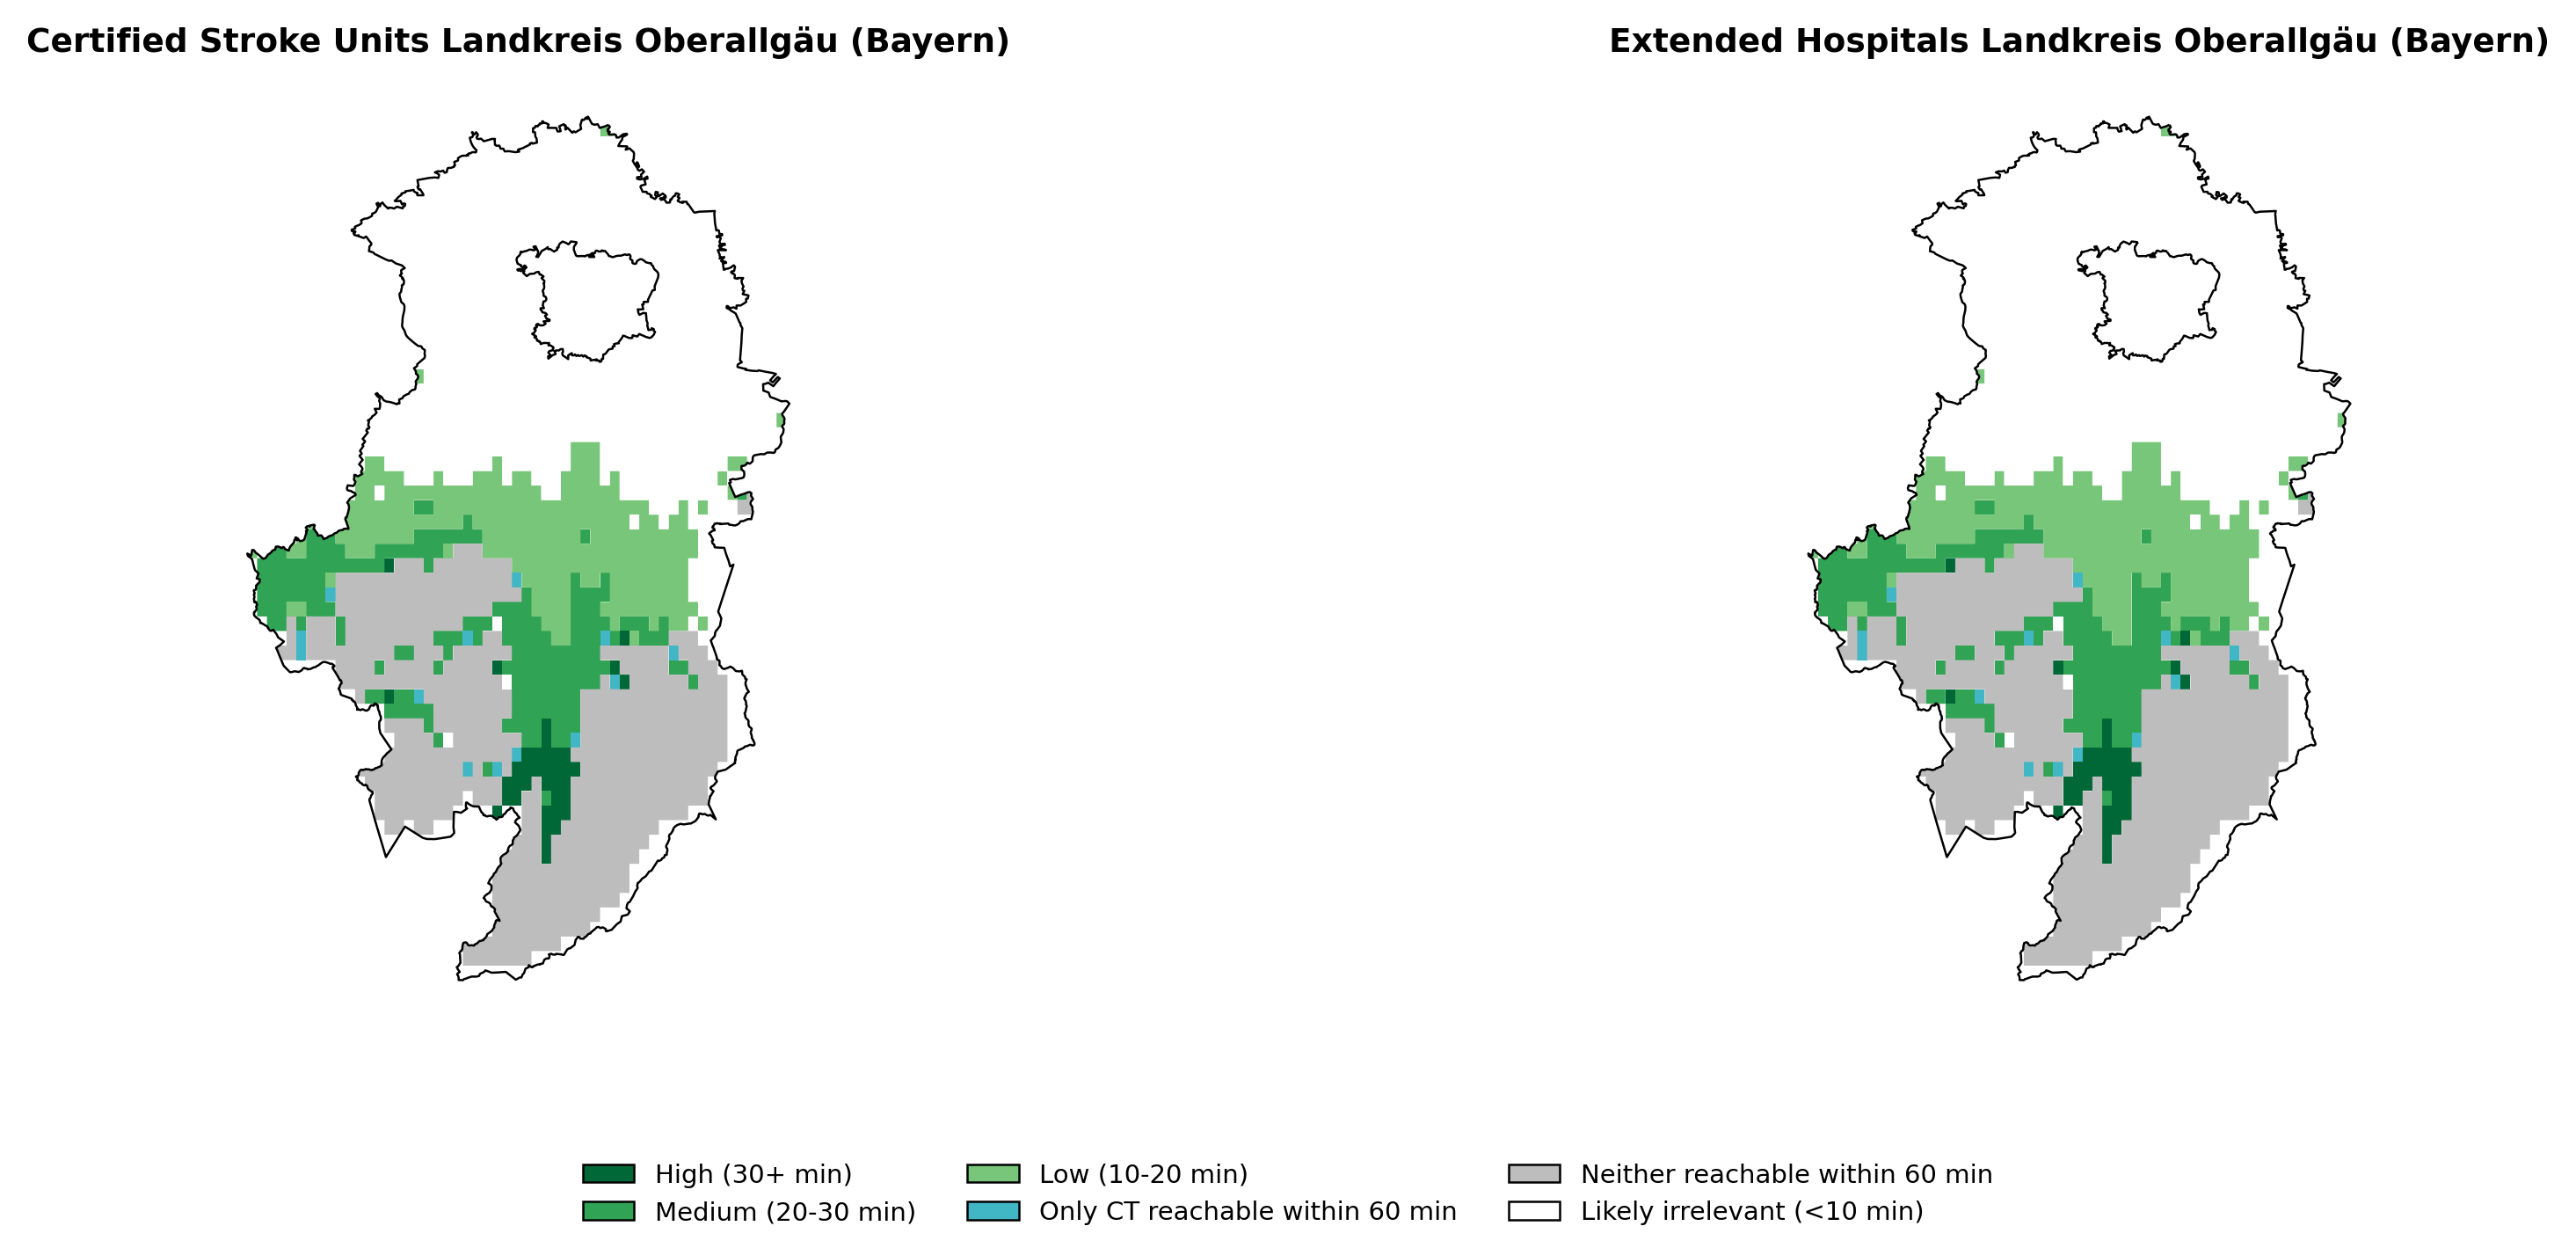 Certified Stroke Units Landkreis Oberallgäu (Bayern)
Extended Hospitals Landkreis Oberallgäu (Bayern)
High (30+ min)
Medium (20-30 min)
Low (10-20 min)
Only CT reachable within 60 min
Neither reachable within 60 min
Likely irrelevant (<10 min)